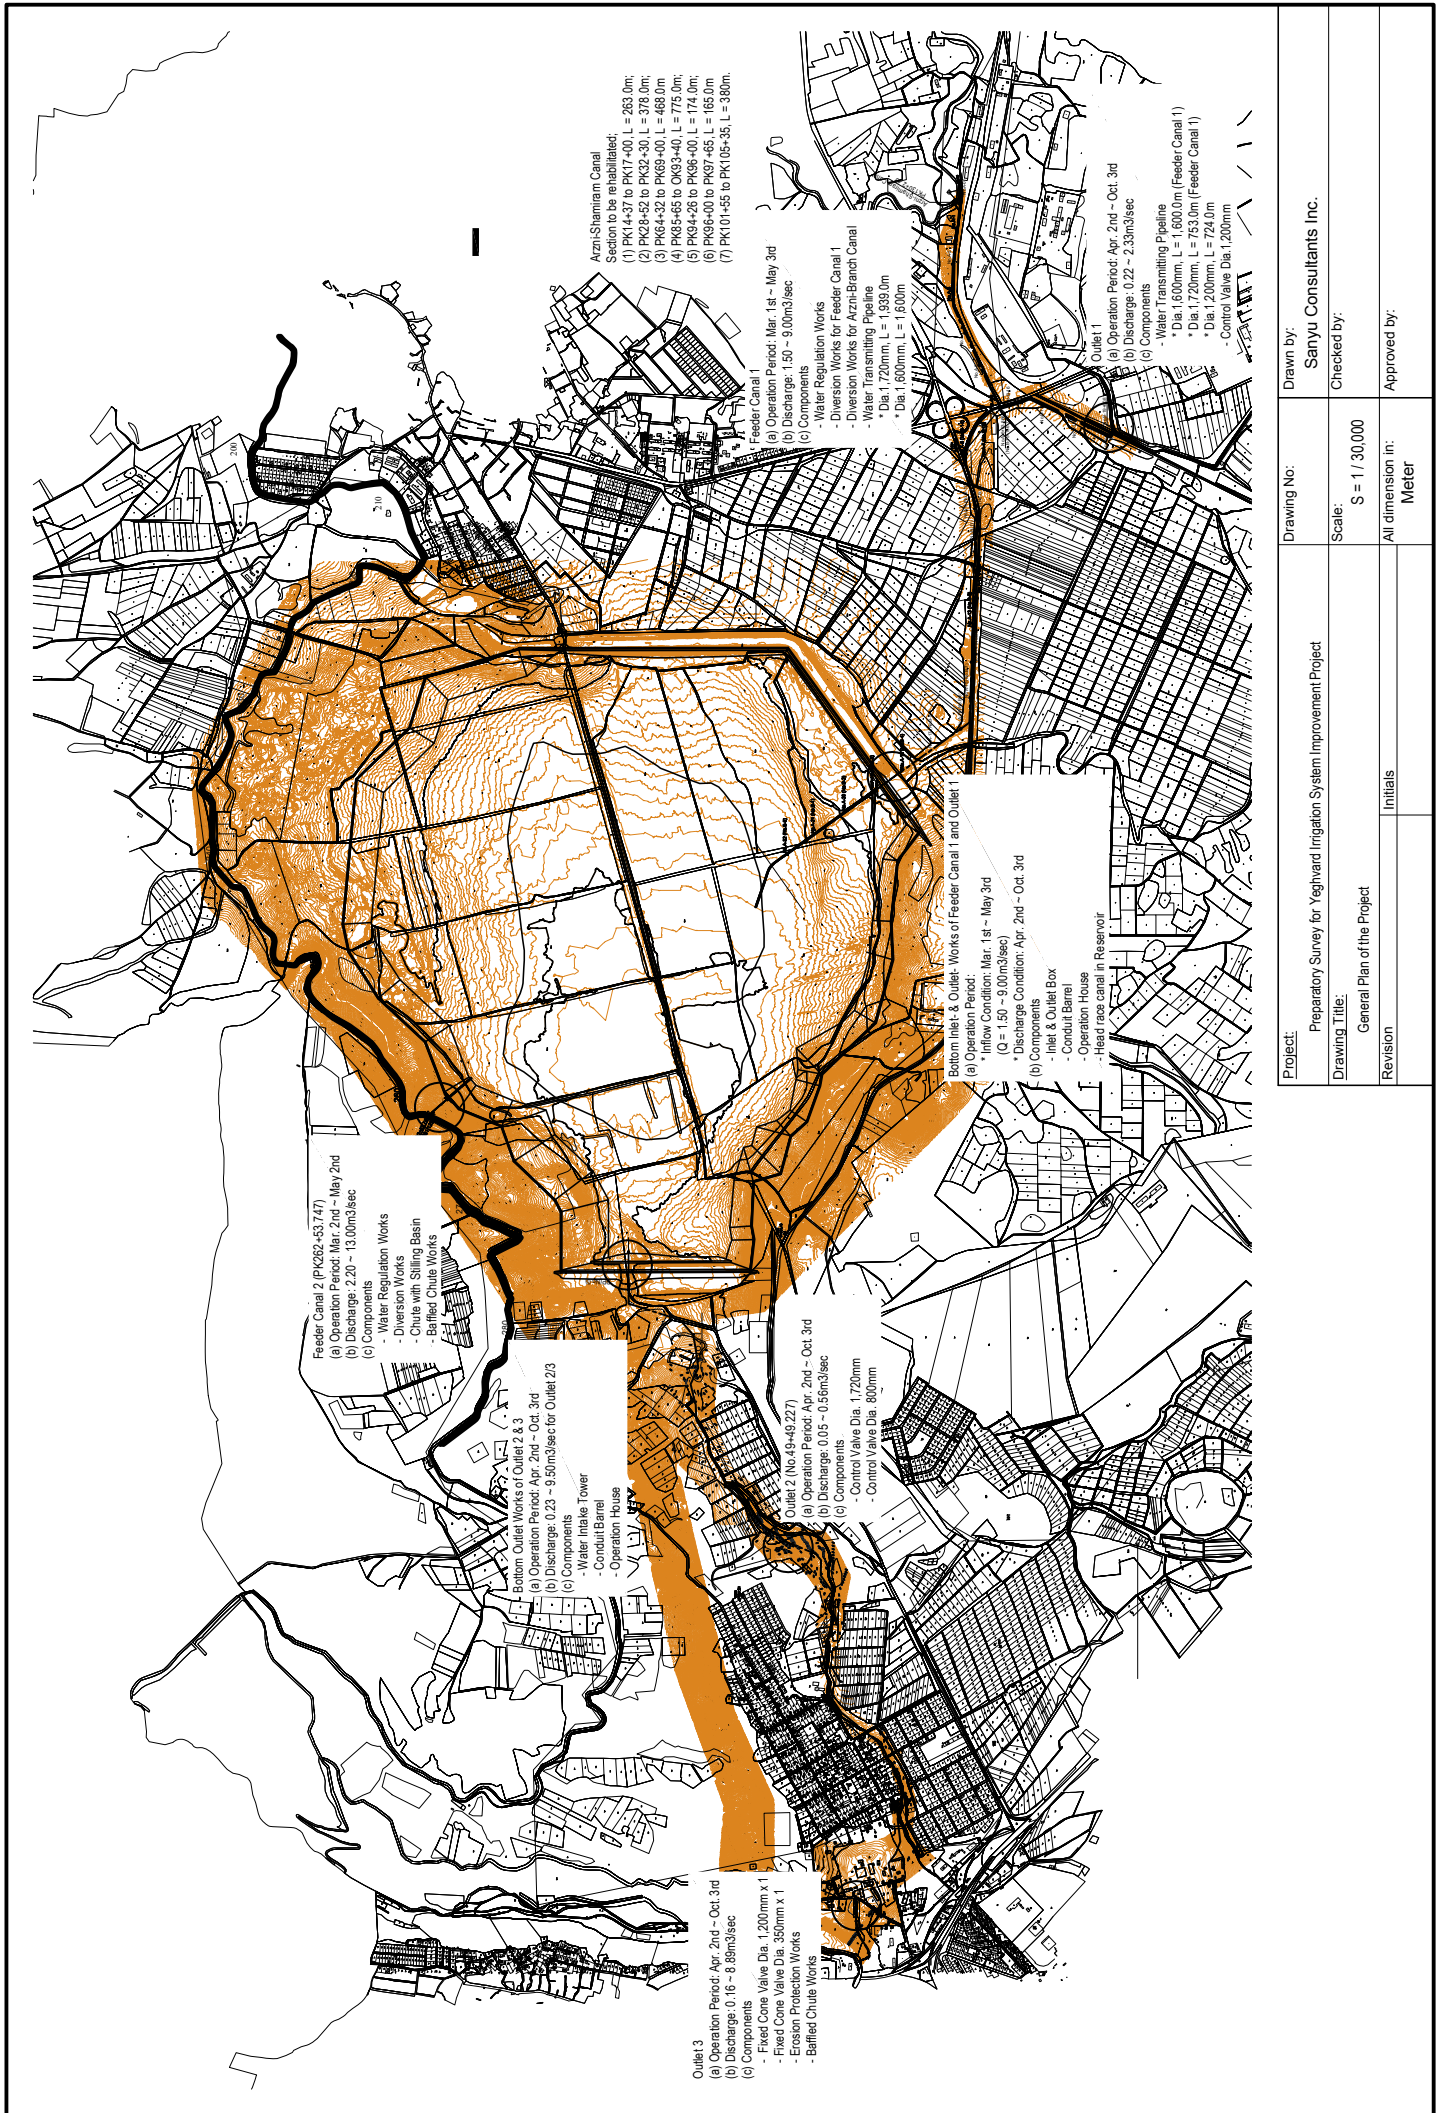 Arzni-Shamiram Canal
Section to be rehabilitated;
(1) PK14+37 to PK17+00, L = 263.0m;
(2) PK28+52 to PK32+30, L = 378.0m;
(3) PK64+32 to PK69+00, L = 468.0m
(4) PK85+65 to OK93+40, L = 775.0m;
(5) PK94+26 to PK96+00, L = 174.0m;
(6) PK96+00 to PK97+65, L = 165.0m
(7) PK101+55 to PK105+35, L = 380m.
Feeder Canal 1
(a) Operation Period: Mar. 1st ~ May 3rd
(b) Discharge: 1.50 ~ 9.00m3/sec
(c) Components
- Water Regulation Works
- Diversion Works for Feeder Canal 1
- Diversion Works for Arzni-Branch Canal
- Water Transmitting Pipeline
* Dia.1,720mm, L = 1,939.0m
* Dia.1,600mm, L = 1,600m
Outlet 1
(a) Operation Period: Apr. 2nd ~ Oct. 3rd
(b) Discharge: 0.22 ~ 2.33m3/sec
(c) Components
- Water Transmitting Pipeline
* Dia.1,600mm, L = 1,600.0m (Feeder Canal 1)
* Dia.1,720mm, L = 753.0m (Feeder Canal 1)
* Dia.1,200mm, L = 724.0m
- Control Valve Dia.1,200mm
Bottom Inlet- & Outlet- Works of Feeder Canal 1 and Outlet 1
(a) Operation Period:
* Inflow Condition: Mar. 1st ~ May 3rd
(Q = 1.50 ~ 9.00m3/sec)
* Discharge Condition: Apr. 2nd ~ Oct. 3rd
(b) Components
- Inlet & Outlet Box
- Conduit Barrel
- Operation House
- Head race canal in Reservoir
Feeder Canal 2 (PK262+53.747)
(a) Operation Period: Mar. 2nd ~ May 2nd
(b) Discharge: 2.20 ~ 13.00m3/sec
(c) Components
- Water Regulation Works
- Diversion Works
- Chute with Stilling Basin
- Baffled Chute Works
Bottom Outlet Works of Outlet 2 & 3
(a) Operation Period: Apr. 2nd ~ Oct. 3rd
(b) Discharge: 0.23 ~ 9.50m3/sec for Outlet 2/3
(c) Components
- Water Intake Tower
- Conduit Barrel
- Operation House
Outlet 2 (No.49+49.227)
(a) Operation Period: Apr. 2nd ~ Oct. 3rd
(b) Discharge: 0.05 ~ 0.56m3/sec
(c) Components
- Control Valve Dia. 1,720mm
- Control Valve Dia. 800mm
Outlet 3
(a) Operation Period: Apr. 2nd ~ Oct. 3rd
(b) Discharge: 0.16 ~ 8.89m3/sec
(c) Components
- Fixed Cone Valve Dia. 1,200mm x 1
- Fixed Cone Valve Dia. 350mm x 1
- Erosion Protection Works
- Baffled Chute Works
200
210
Project:
Preparatory Survey for Yeghvard Irrigation System Improvement Project
Drawing Title:
General Plan of the Project
Revision
Initials
Drawing No:
Scale:
S = 1 / 30,000
All dimension in:
Meter
Drawn by:
Sanyu Consultants Inc.
Checked by:
Approved by: